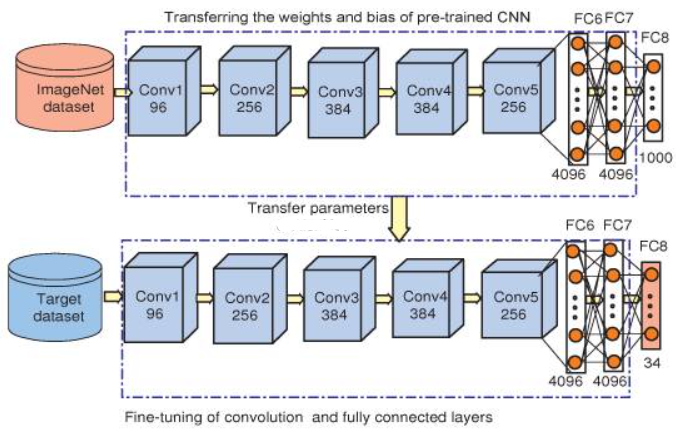 Transferring the weights and bias of pre-trained CNN
FC6 FC7
FC8
ImageNet
dataset
Conv1
96
Conv2
256
Conv3
384
Conv4
384
Conv5
256
4096
4096
1000
Transfer parameters
FC6 FC7
FC8
Target
dataset
Conv1
96
Conv2
256
Conv3
384
Conv4
384
Conv5
256
4096
4096
34
Fine-tuning of convolution and fully connected layers